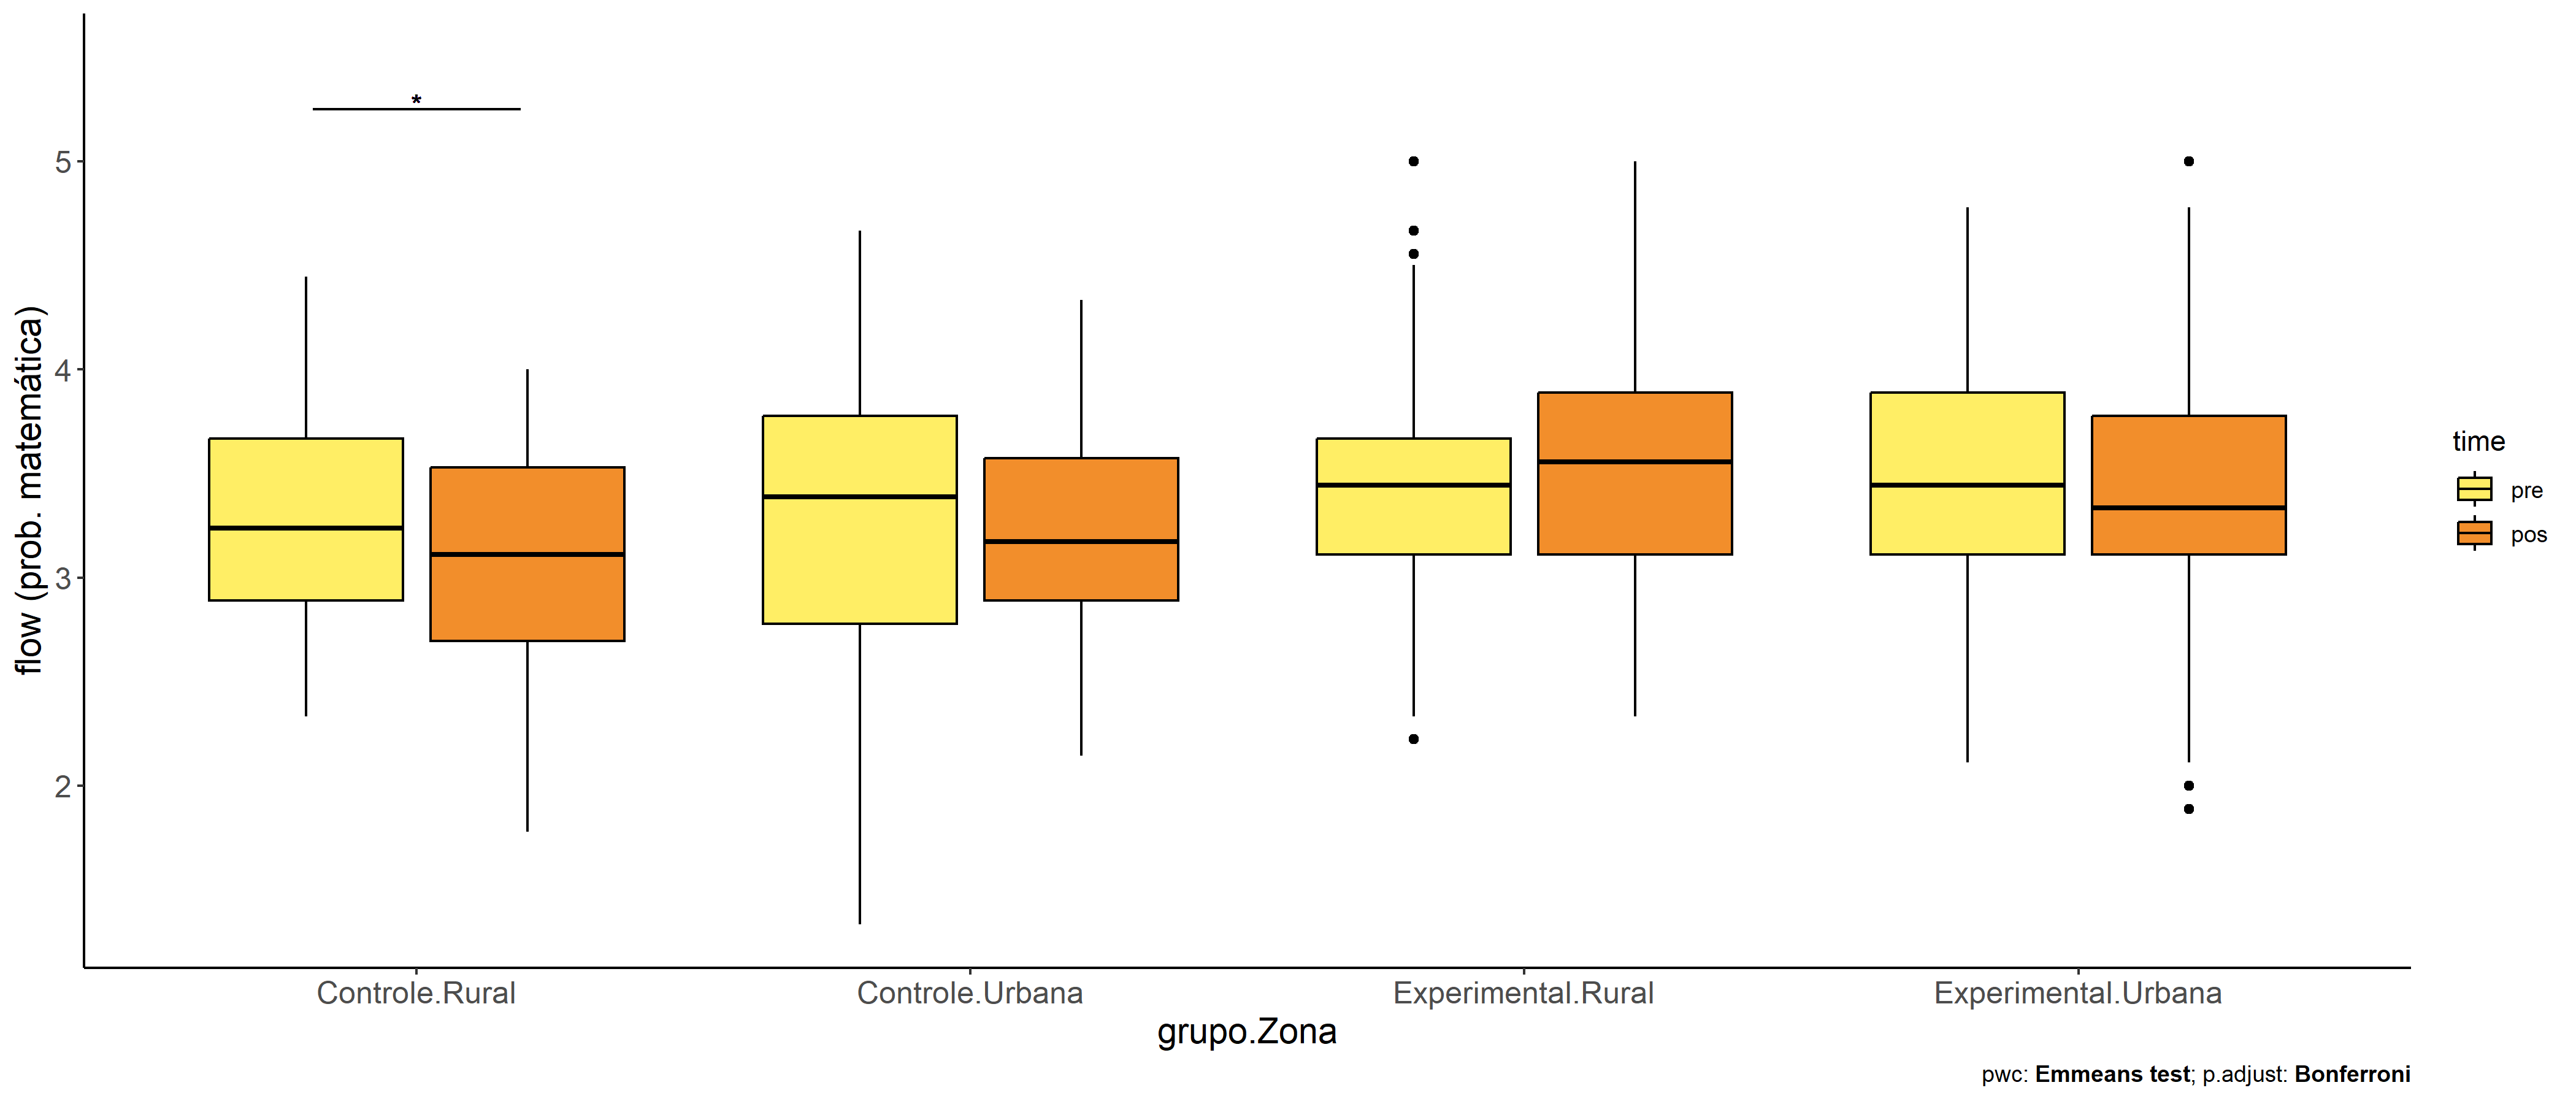 *
5
4
3
2
flow (prob. matemática)
Controle.Rural
Controle.Urbana
Experimental.Rural
Experimental.Urbana
grupo.Zona
time
pre
pos
pwc: Emmeans test; p.adjust: Bonferroni